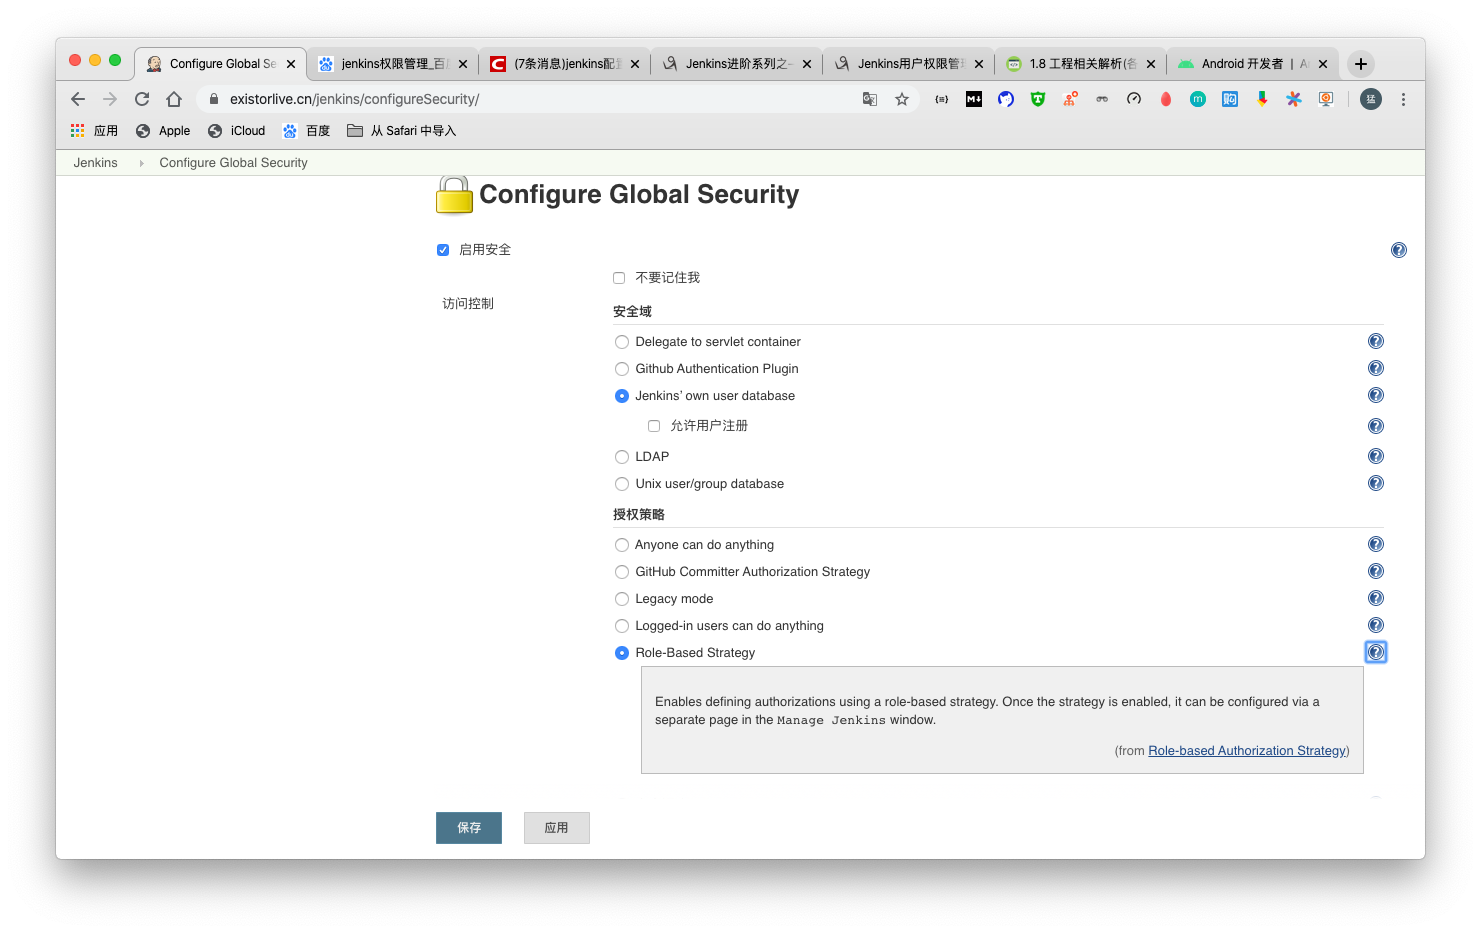 Configure Global Se
jenkins权限管理_百
(7条消息)jenkins配
Jenkins进阶系列之一
Jenkins用户权限管
1.8 工程相关解析(各
Android 开发者 | A
existorlive.cn/jenkins/configureSecurity/
应用
Apple
iCloud
百度
从 Safari 中导入
Jenkins
Configure Global Security
Configure Global Security
启用安全
不要记住我
访问控制
安全域
Delegate to servlet container
Github Authentication Plugin
Jenkins’ own user database
允许用户注册
LDAP
Unix user/group database
授权策略
Anyone can do anything
GitHub Committer Authorization Strategy
Legacy mode
Logged-in users can do anything
Role-Based Strategy
Enables defining authorizations using a role-based strategy. Once the strategy is enabled, it can be configured via a
separate page in the Manage Jenkins window.
(from Role-based Authorization Strategy)
保存
应用